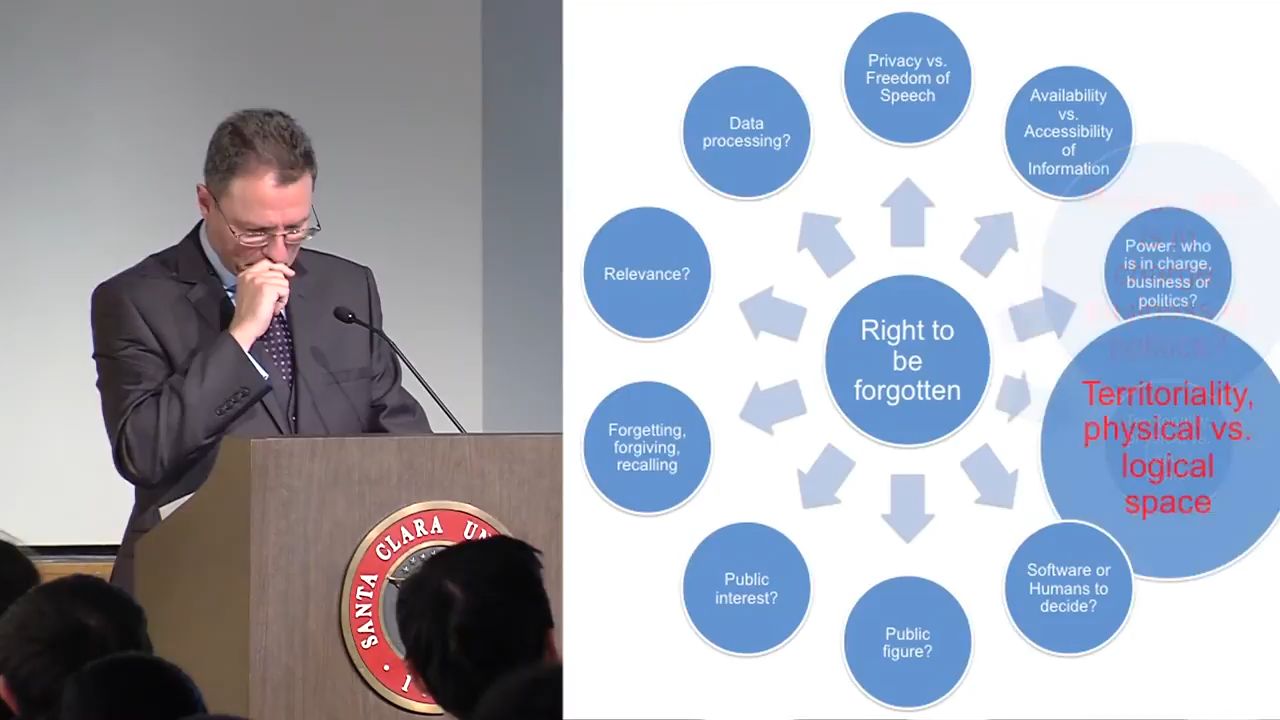 Privacy vs.
Freedom of
Speech
Availability
vs.
Accessibility
of
Information
Power: who
is in charge,
business or
politics?
Territoriality,
physical vs.
logical
space
Software or
Humans to
decide?
Public
figure?
Public
interest?
Forgetting,
forgiving,
recalling
Relevance?
Data
processing?
Right to
be
forgotten
SANTA CLARA